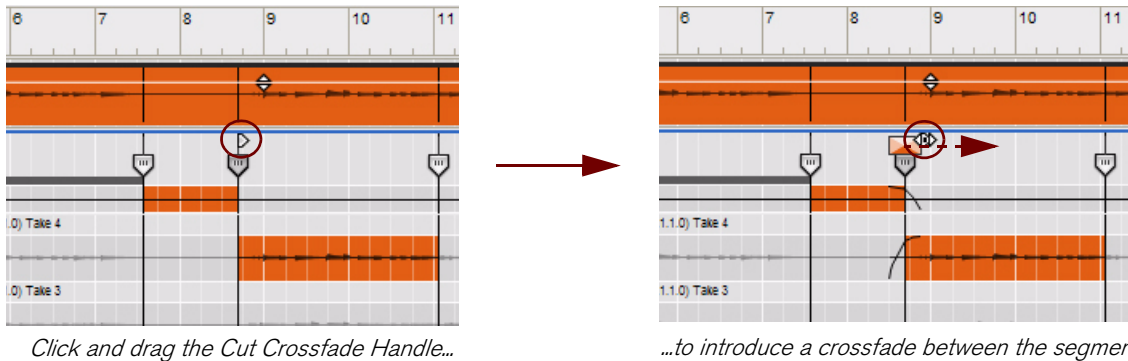 6 7 8 9 10 11
6 7 8 9 10 11
1.0) Take 4
1.1.0) Take 4
.0) Take 3
1.1.0) Take 3
Click and drag the Cut Crossfade Handle...
...to introduce a crossfade between the segmen